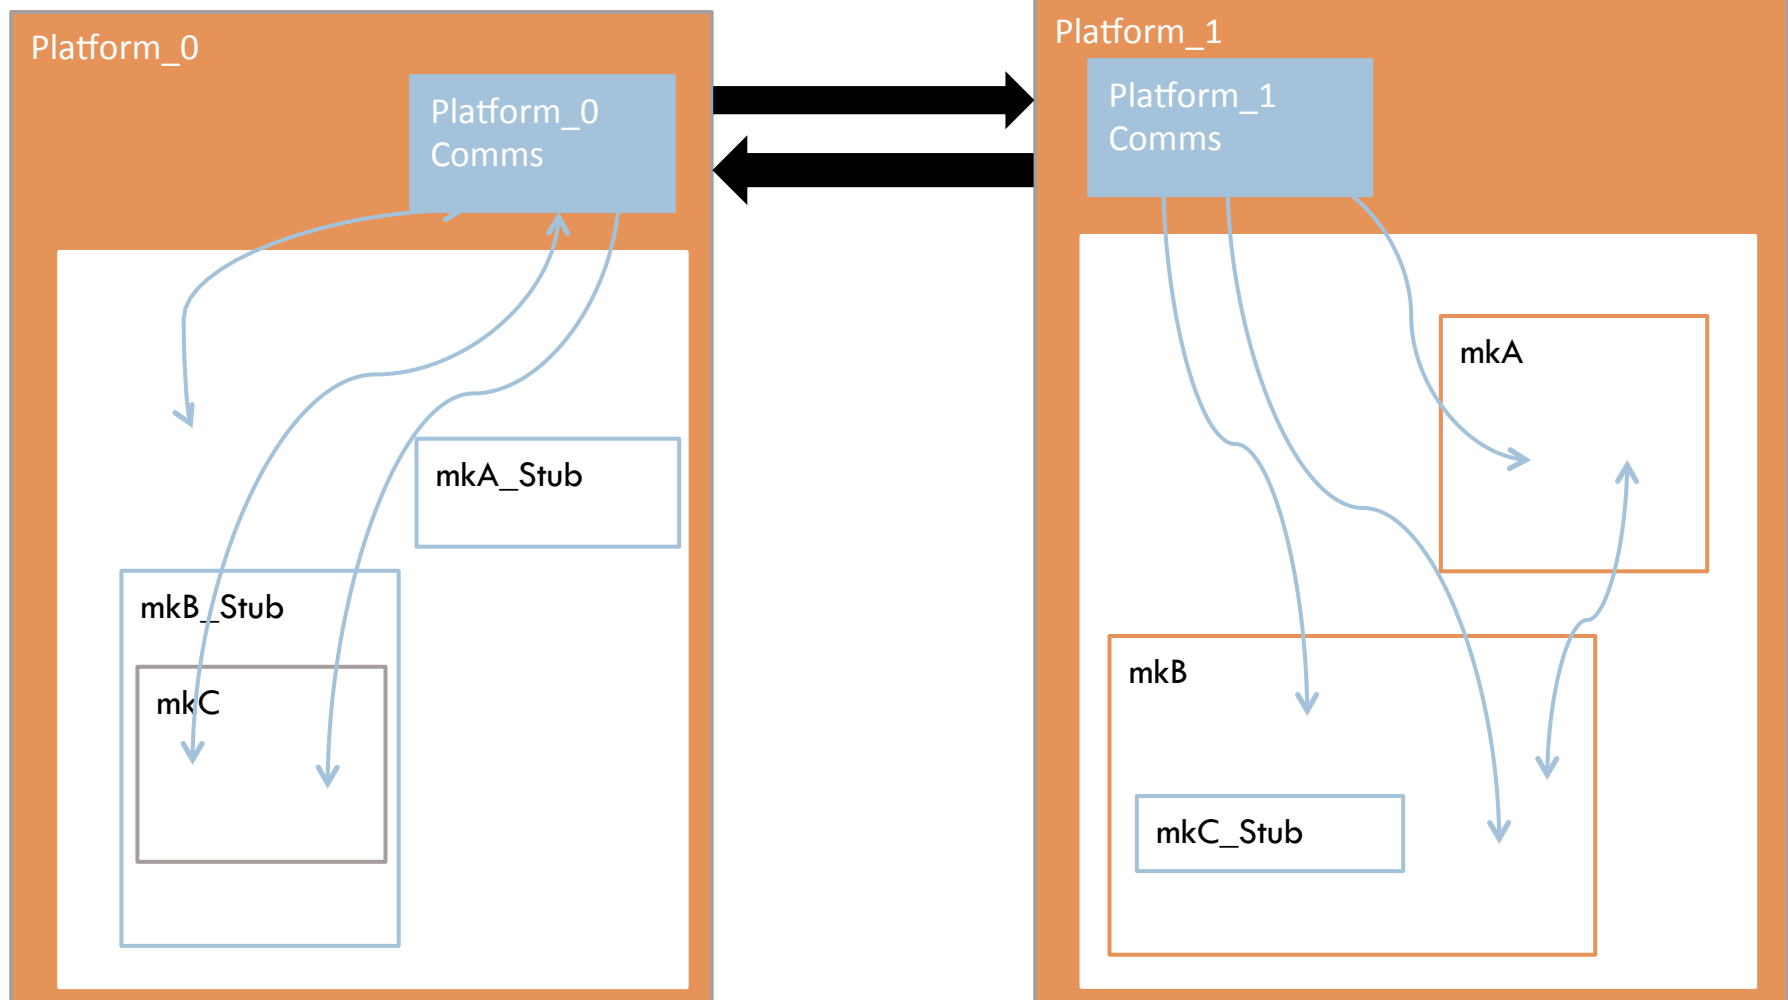 Platform_0
Platform_0
Comms
mkA_Stub
mkB_Stub
mkC
Platform_1
Platform_1
Comms
mkA
mkB
mkC_Stub